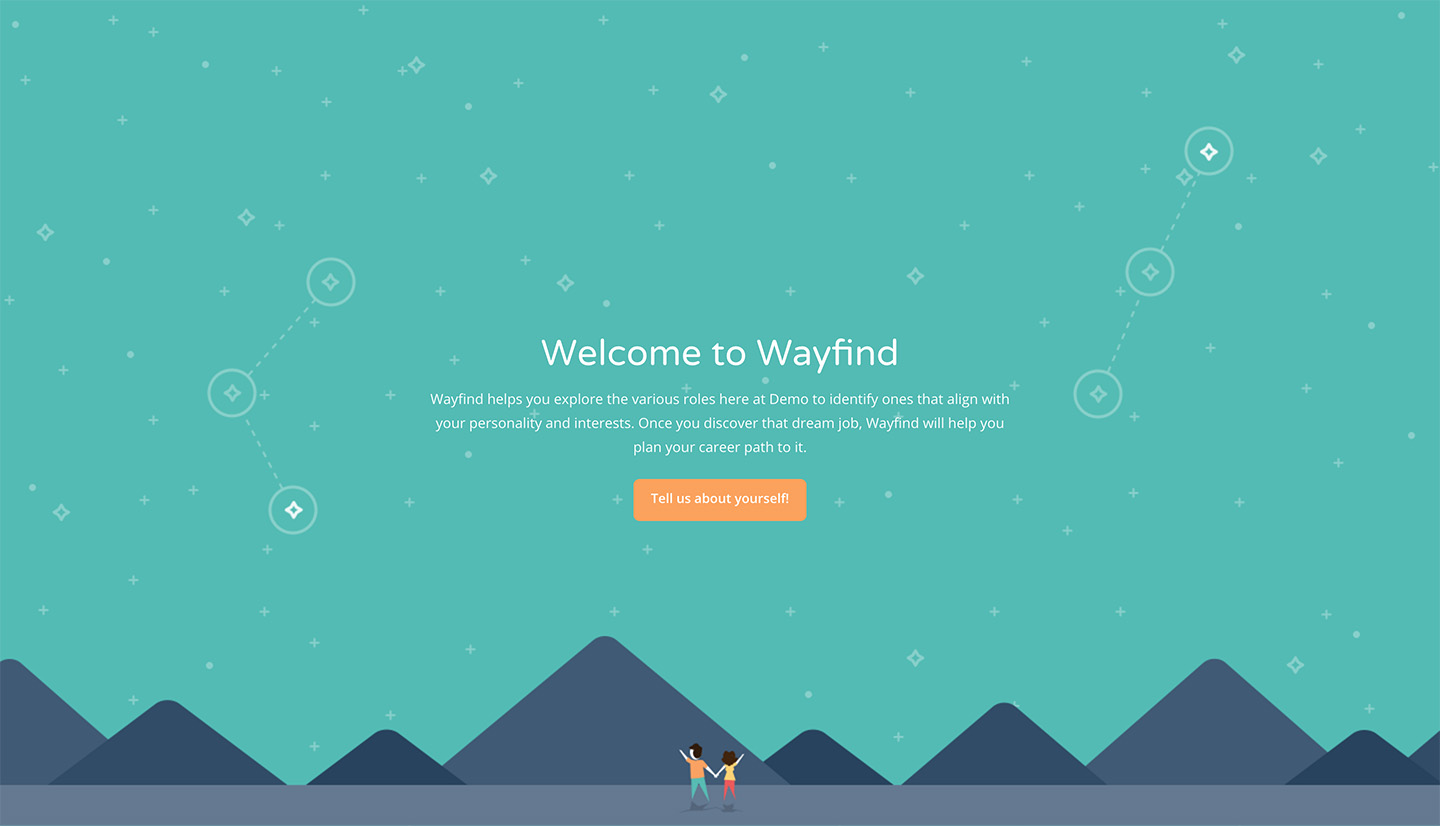 Welcome to Wayfind
Wayfind helps you explore the various roles here at Demo to identify ones that align with
your personality and interests. Once you discover that dream job, Wayfind will help you
plan your career path to it.
Tell us about yourself!